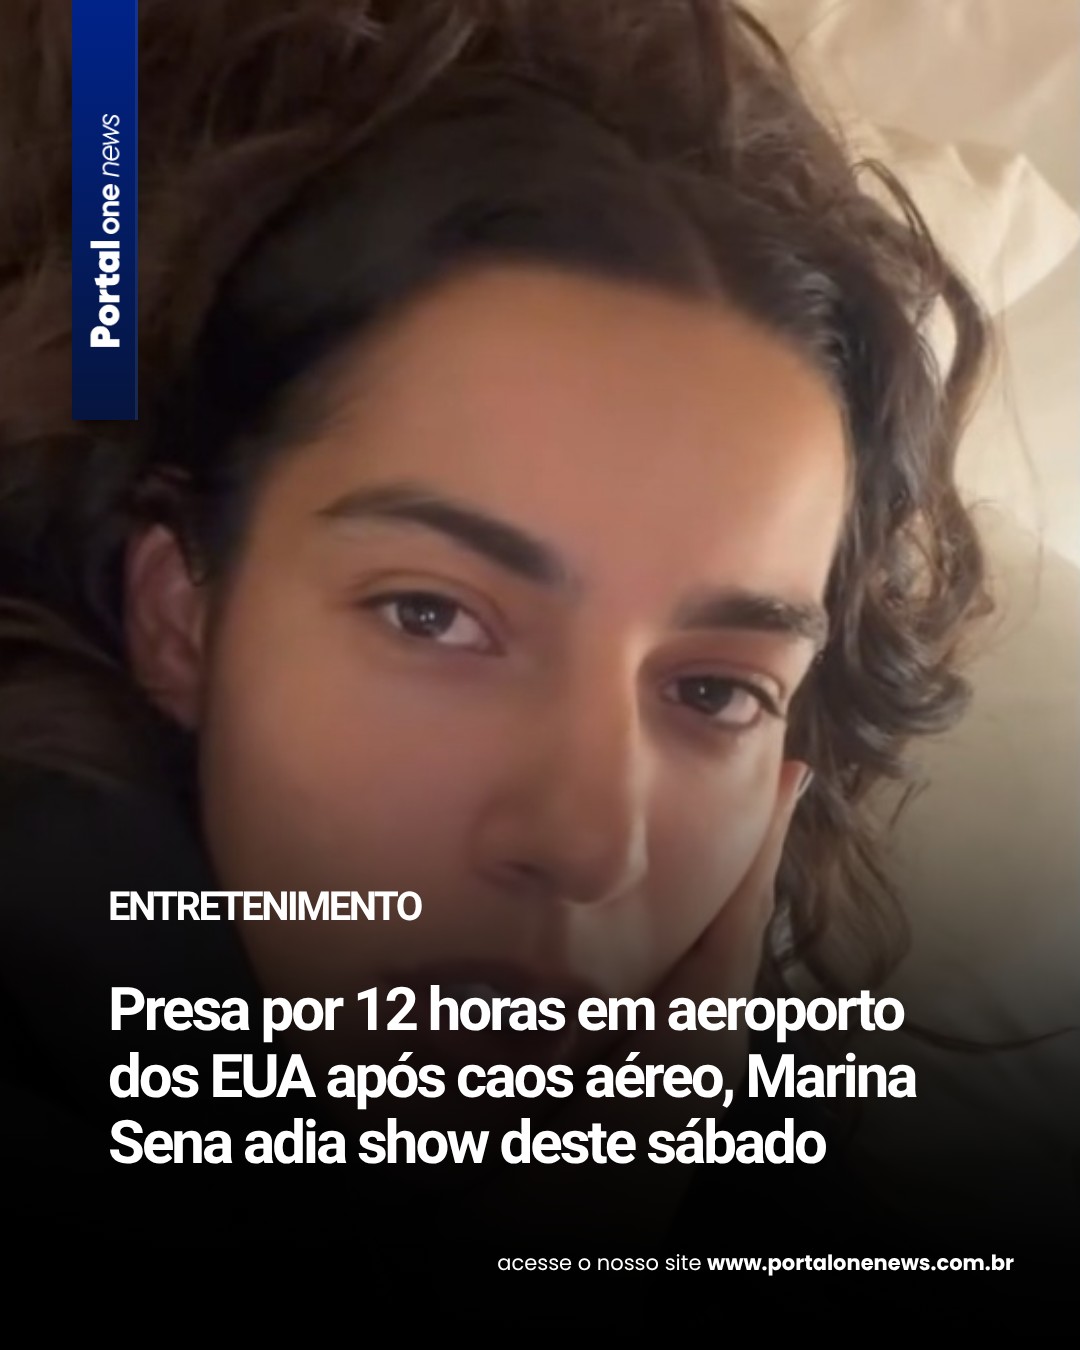 Portal one news
ENTRETENIMENTO
Presa por 12 horas em aeroporto
dos EUA após caos aéreo, Marina
Sena adia show deste sábado
acesse o nosso site www.portalonenews.com.br